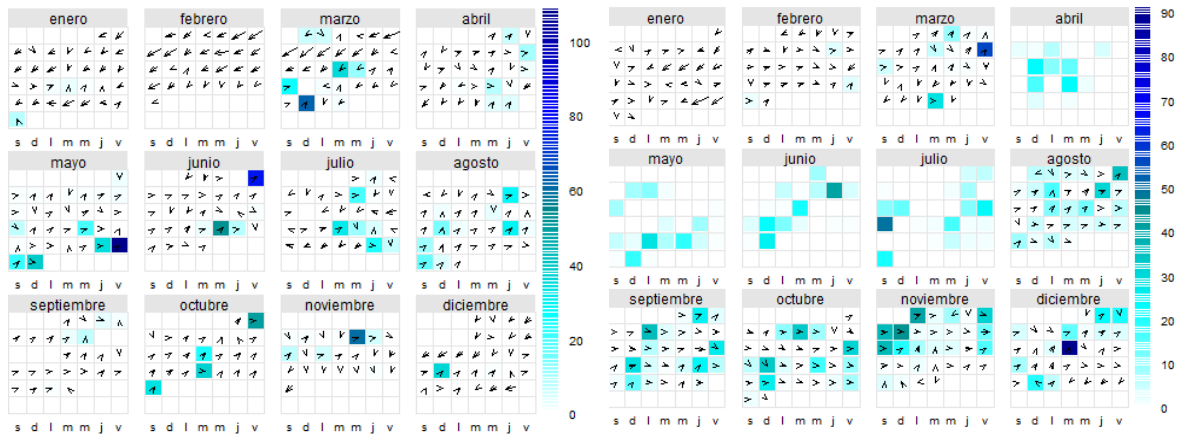 enero febrero marzo abril
s d l m m j v s d l m m j v s d l m m j v s d l m m j v
mayo junio julio agosto
s d l m m j v s d l m m j v s d l m m j v s d l m m j v
septiembre octubre noviembre diciembre
s d l m m j v s d l m m j v s d l m m j v s d l m m j v
100
80
60
40
20
0
enero febrero marzo abril
s d l m m j v s d l m m j v s d l m m j v s d l m m j v
mayo junio julio agosto
s d l m m j v s d l m m j v s d l m m j v s d l m m j v
septiembre octubre noviembre diciembre
s d l m m j v s d l m m j v s d l m m j v s d l m m j v
90
80
70
60
50
40
30
20
10
0